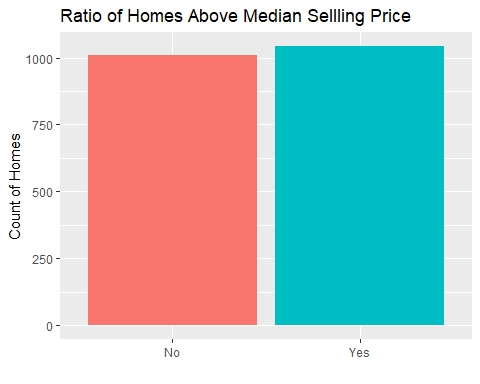 Ratio of Homes Above Median Sellling Price
Count of Homes
1000
750
500
250
0
No
Yes